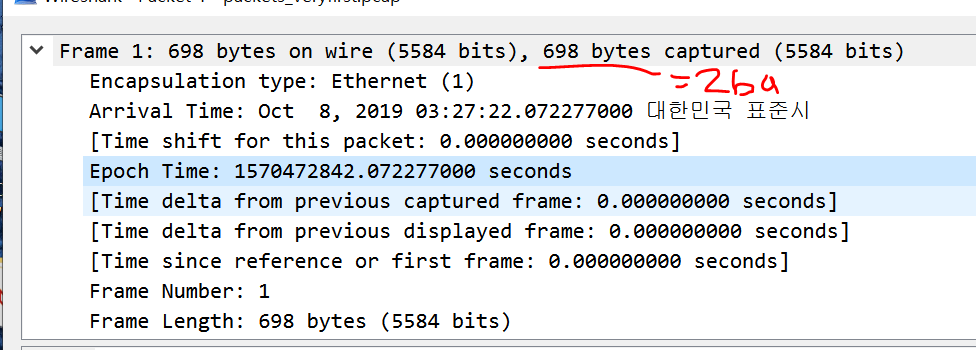 Frame 1: 698 bytes on wire (5584 bits), 698 bytes captured (5584 bits)
= 2ba
Encapsulation type: Ethernet (1)
Arrival Time: Oct  8, 2019 03:27:22.072277000 대한민국 표준시
[Time shift for this packet: 0.000000000 seconds]
Epoch Time: 1570472842.072277000 seconds
[Time delta from previous captured frame: 0.000000000 seconds]
[Time delta from previous displayed frame: 0.000000000 seconds]
[Time since reference or first frame: 0.000000000 seconds]
Frame Number: 1
Frame Length: 698 bytes (5584 bits)